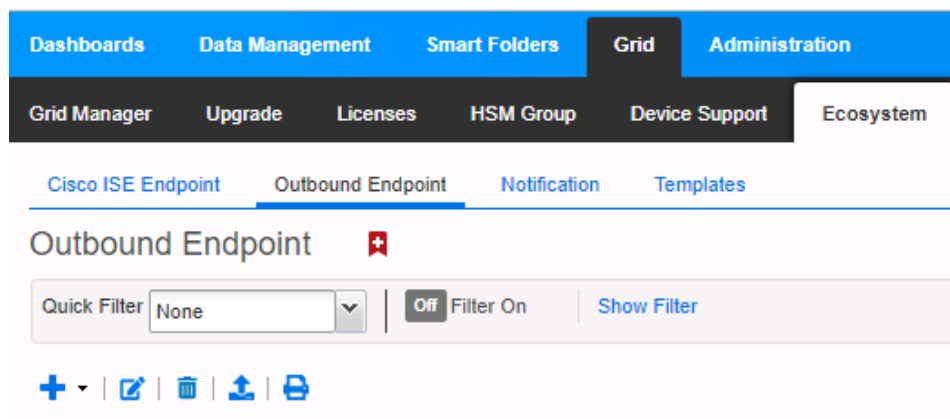 Dashboards Data Management Smart Folders Grid Administration
Grid Manager Upgrade Licenses HSM Group Device Support Ecosystem
Cisco ISE Endpoint Outbound Endpoint Notification Templates
Outbound Endpoint
Quick Filter None Off Filter On Show Filter